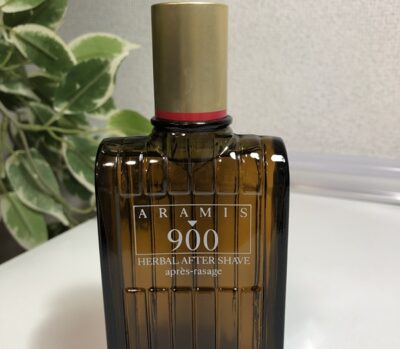 ARAMIS
900
HERBAL AFTER SHAVE
après-rasage